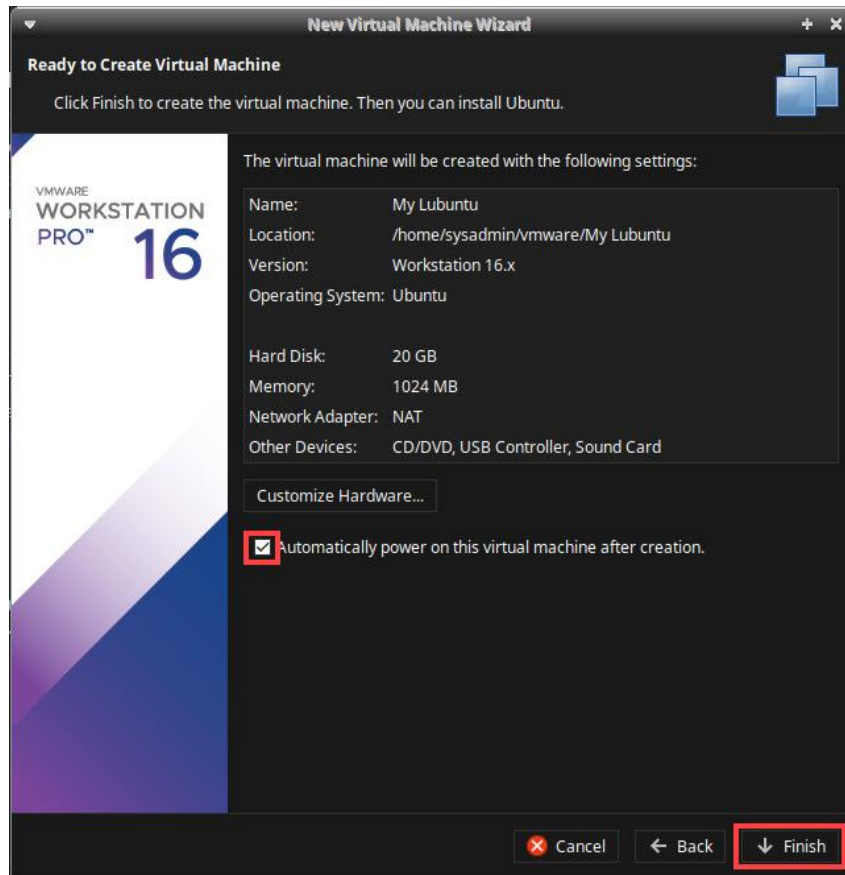 New Virtual Machine Wizard
Ready to Create Virtual Machine
Click Finish to create the virtual machine. Then you can install Ubuntu.
VMWARE
WORKSTATION
PRO™ 16
The virtual machine will be created with the following settings:
Name: My Lubuntu
Location: /home/sysadmin/vmware/My Lubuntu
Version: Workstation 16.x
Operating System: Ubuntu
Hard Disk: 20 GB
Memory: 1024 MB
Network Adapter: NAT
Other Devices: CD/DVD, USB Controller, Sound Card
Customize Hardware...
Automatically power on this virtual machine after creation.
Cancel Back Finish